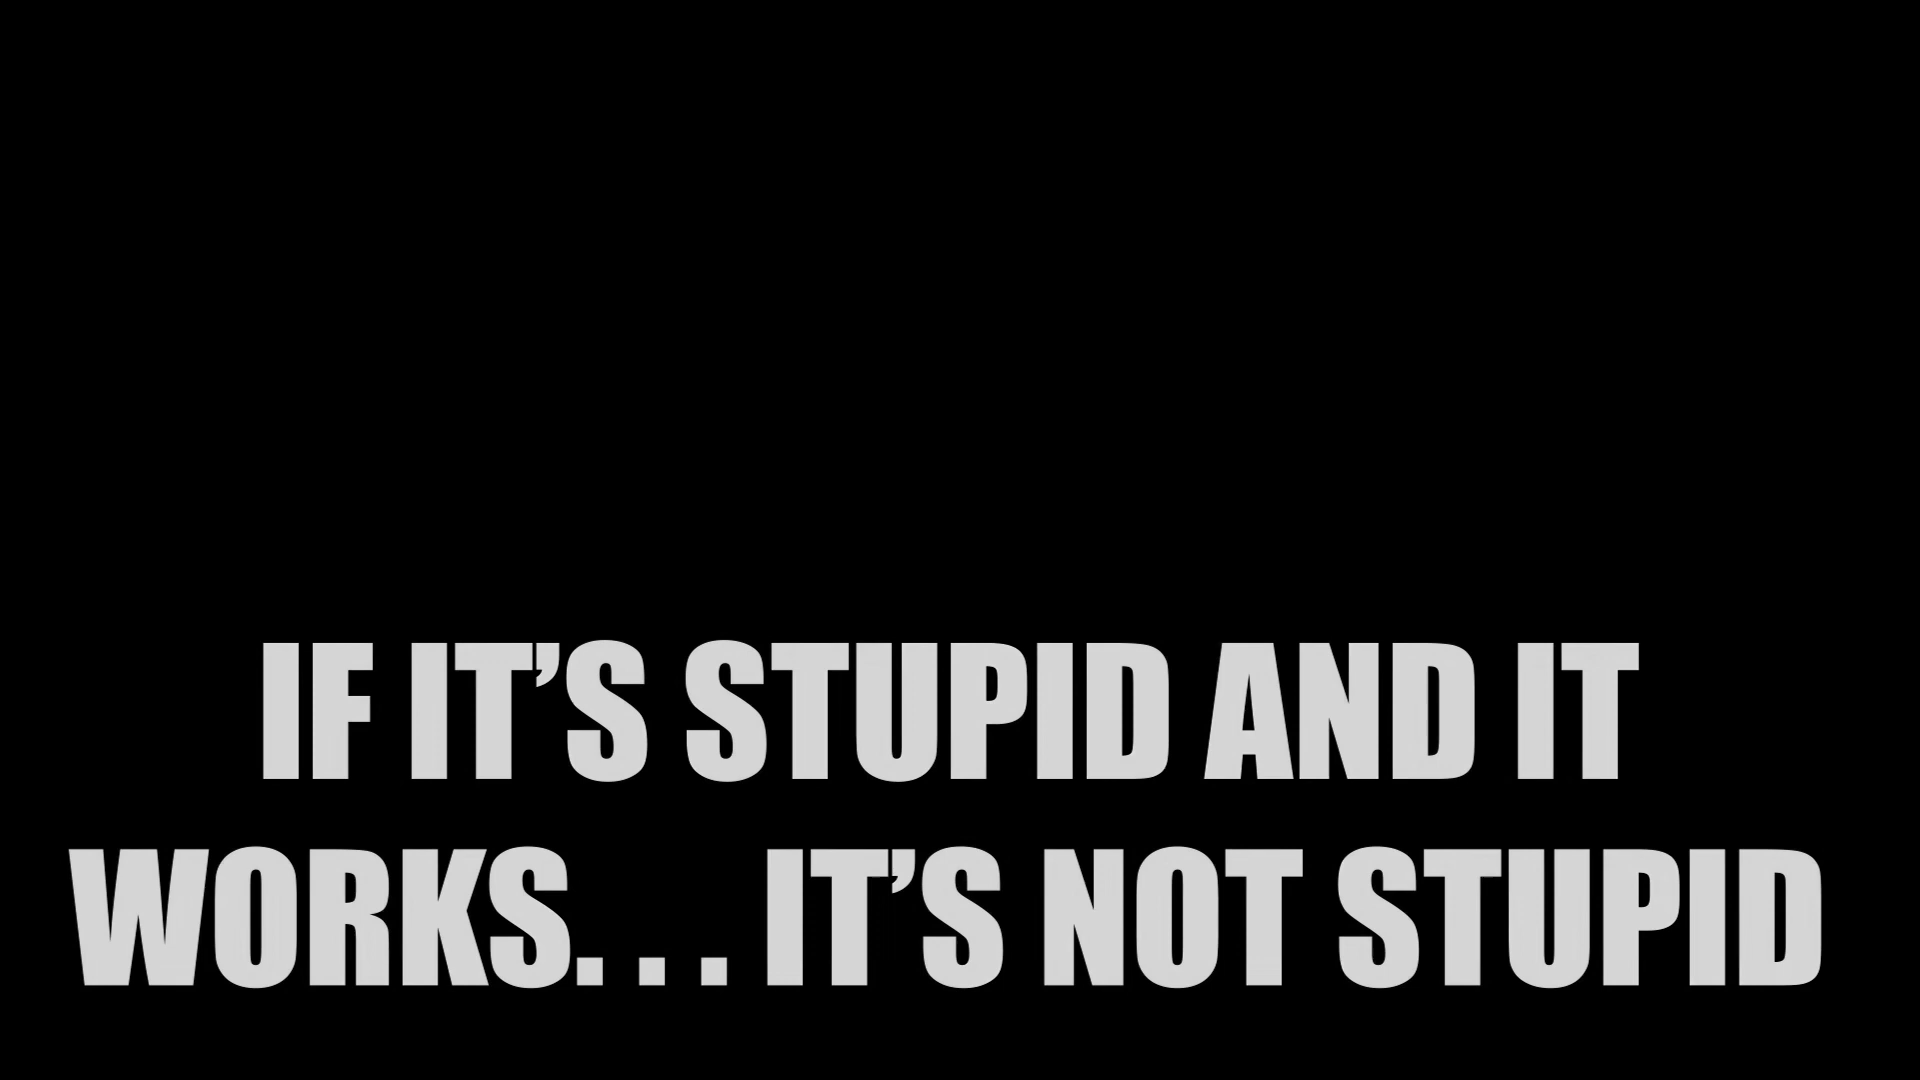 IF IT’S STUPID AND IT
WORKS. . . IT’S NOT STUPID